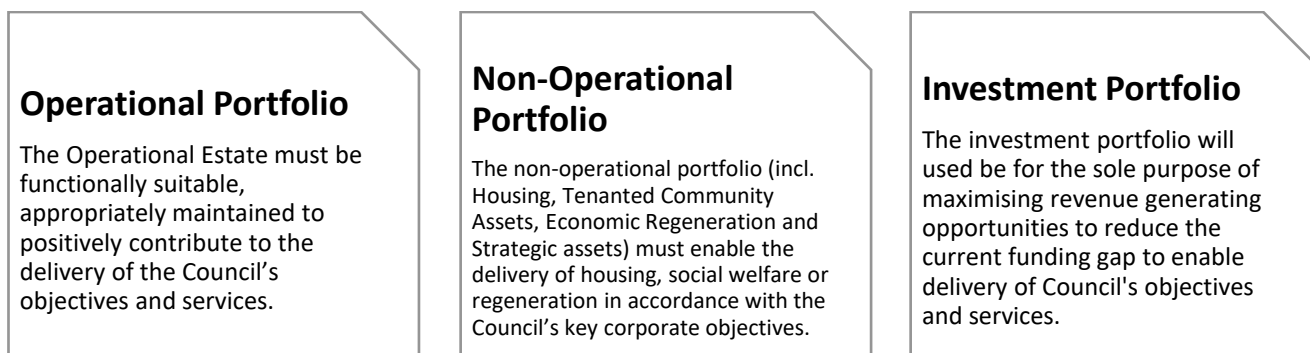 Operational Portfolio
The Operational Estate must be
functionally suitable,
appropriately maintained to
positively contribute to the
delivery of the Council’s
objectives and services.
Non-Operational
Portfolio
The non-operational portfolio (incl.
Housing, Tenanted Community
Assets, Economic Regeneration and
Strategic assets) must enable the
delivery of housing, social welfare or
regeneration in accordance with the
Council’s key corporate objectives.
Investment Portfolio
The investment portfolio will
used be for the sole purpose of
maximising revenue generating
opportunities to reduce the
current funding gap to enable
delivery of Council's objectives
and services.